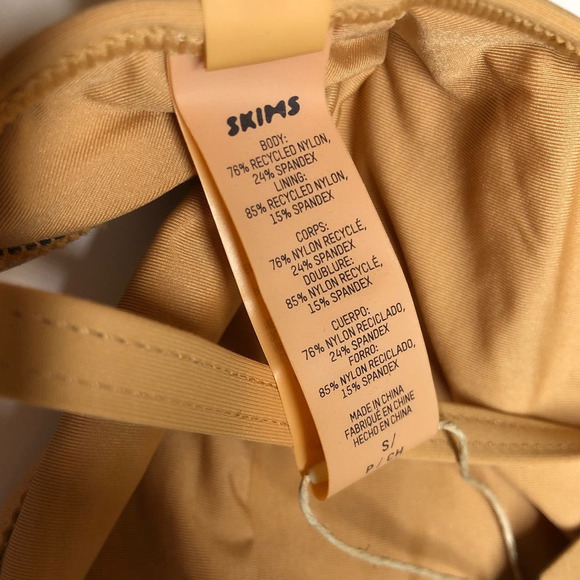 SKIMS
BODY:
76% RECYCLED NYLON,
24% SPANDEX
LINING:
85% RECYCLED NYLON,
15% SPANDEX
CORPS:
76% NYLON RECYCLÉ,
24% SPANDEX
DOUBLURE:
85% NYLON RECYCLÉ,
15% SPANDEX
CUERPO:
76% NYLON RECICLADO,
24% SPANDEX
FORRO:
85% NYLON RECICLADO,
15% SPANDEX
MADE IN CHINA
FABRIQUÉ EN CHINE
HECHO EN CHINA
S/
P/CH